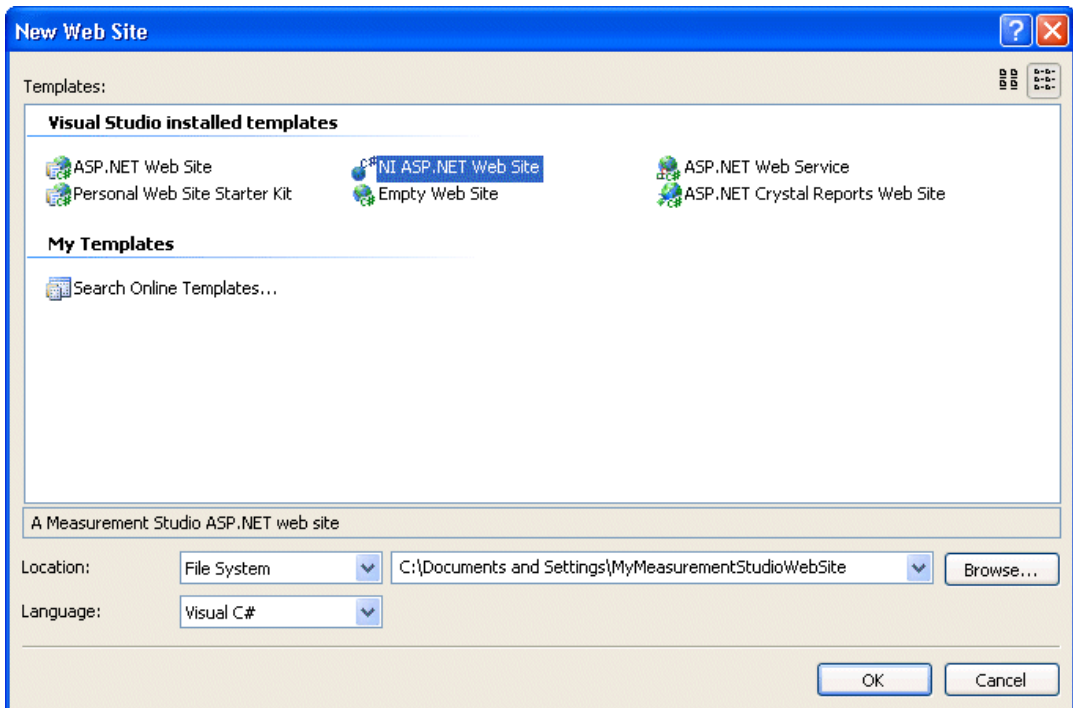 New Web Site
Templates:
Visual Studio installed templates
ASP.NET Web Site
NI ASP.NET Web Site
ASP.NET Web Service
Personal Web Site Starter Kit
Empty Web Site
ASP.NET Crystal Reports Web Site
My Templates
Search Online Templates...
A Measurement Studio ASP.NET web site
Location:
File System
C:\Documents and Settings\MyMeasurementStudioWebSite
Browse...
Language:
Visual C#
OK
Cancel